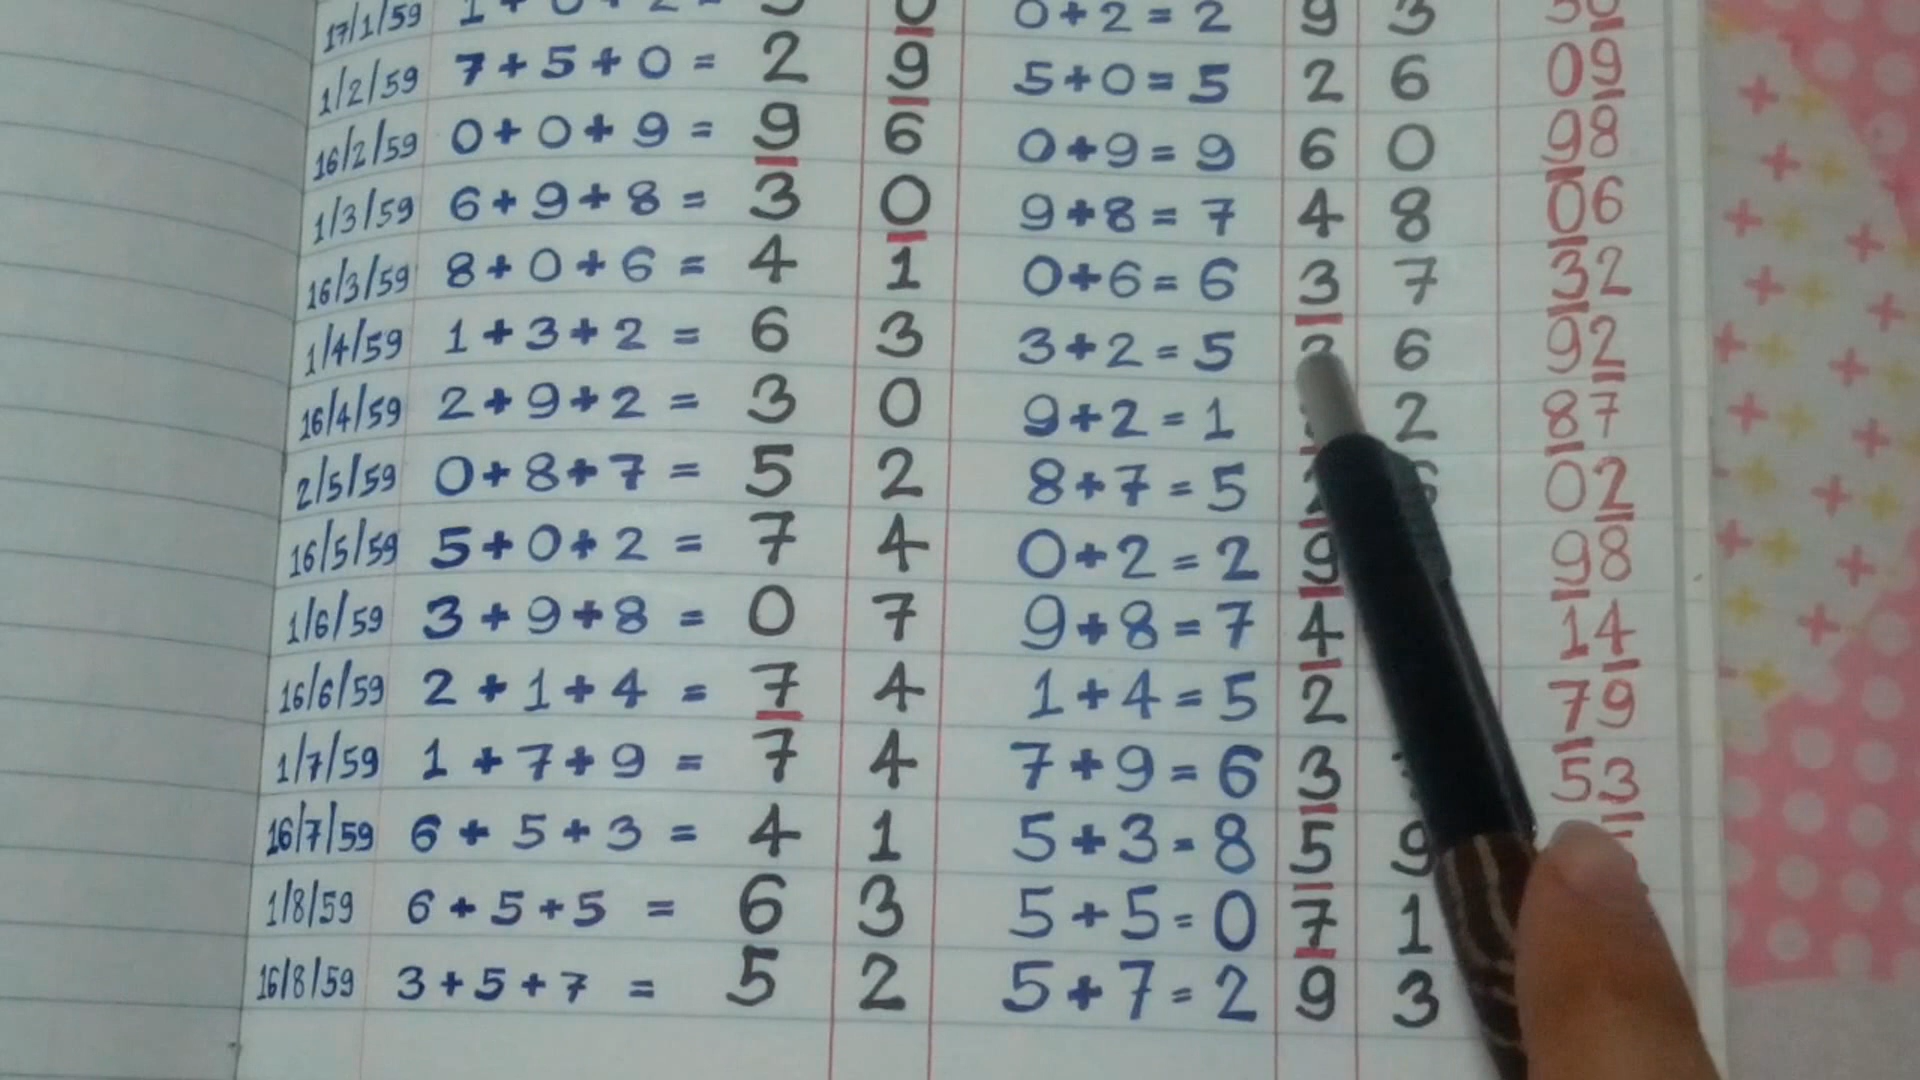 17/1/59 1 + 0 + 2 = 5 0 0+2=2 9 3
1/2/59 7+5+0= 2 9 5+0=5 2 6 09
16/2/59 0+0+9= 9 6 0+9=9 6 0 98
1/3/59 6+9+8= 3 0 9+8=7 4 8 06
16/3/59 8+0+6= 4 1 0+6=6 3 7 32
1/4/59 1+3+2= 6 3 3+2=5 6 92
16/4/59 2+9+2= 3 0 9+2=1 2 87
2/5/59 0+8+7= 5 2 8+7=5 02
16/5/59 5+0+2= 7 4 0+2=2 9 98
1/6/59 3+9+8= 0 7 9+8=7 4 14
16/6/59 2+1+4= 7 4 1+4=5 2 79
1/7/59 1+7+9= 7 4 7+9=6 3 53
16/7/59 6+5+3= 4 1 5+3=8 5 9
1/8/59 6+5+5= 6 3 5+5=0 7 1
16/8/59 3+5+7= 5 2 5+7=2 9 3